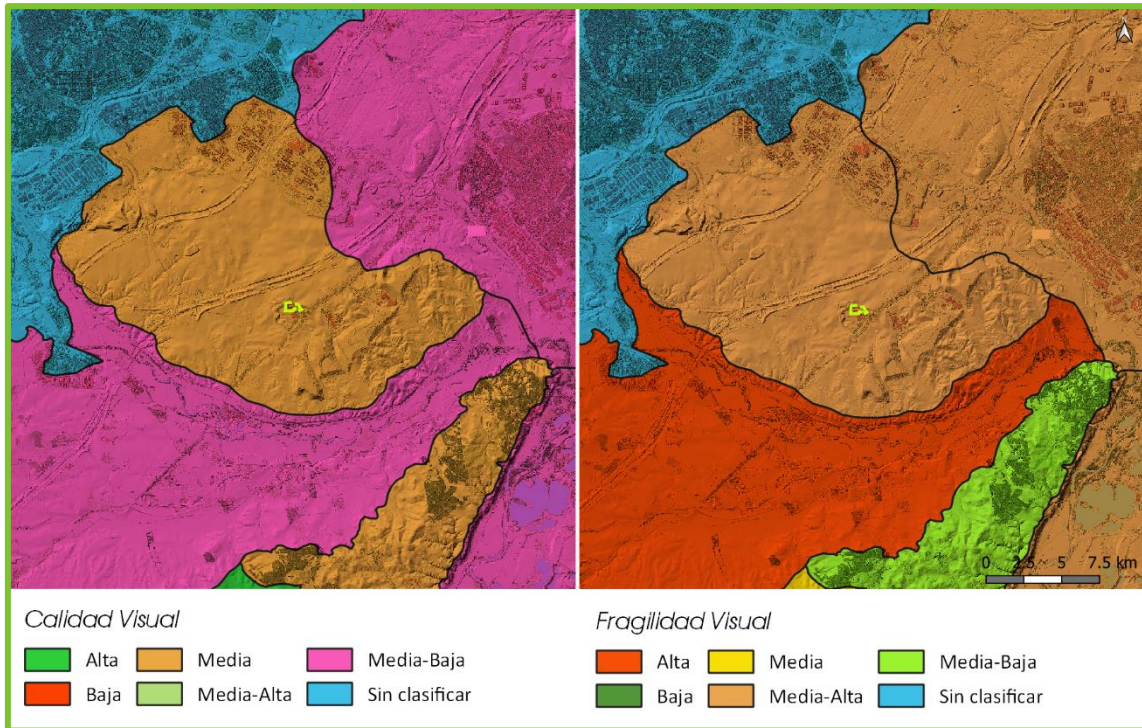 0 2.5 5 7.5 km
Calidad Visual
Alta Media Media-Baja
Baja Media-Alta Sin clasificar
Fragilidad Visual
Alta Media Media-Baja
Baja Media-Alta Sin clasificar